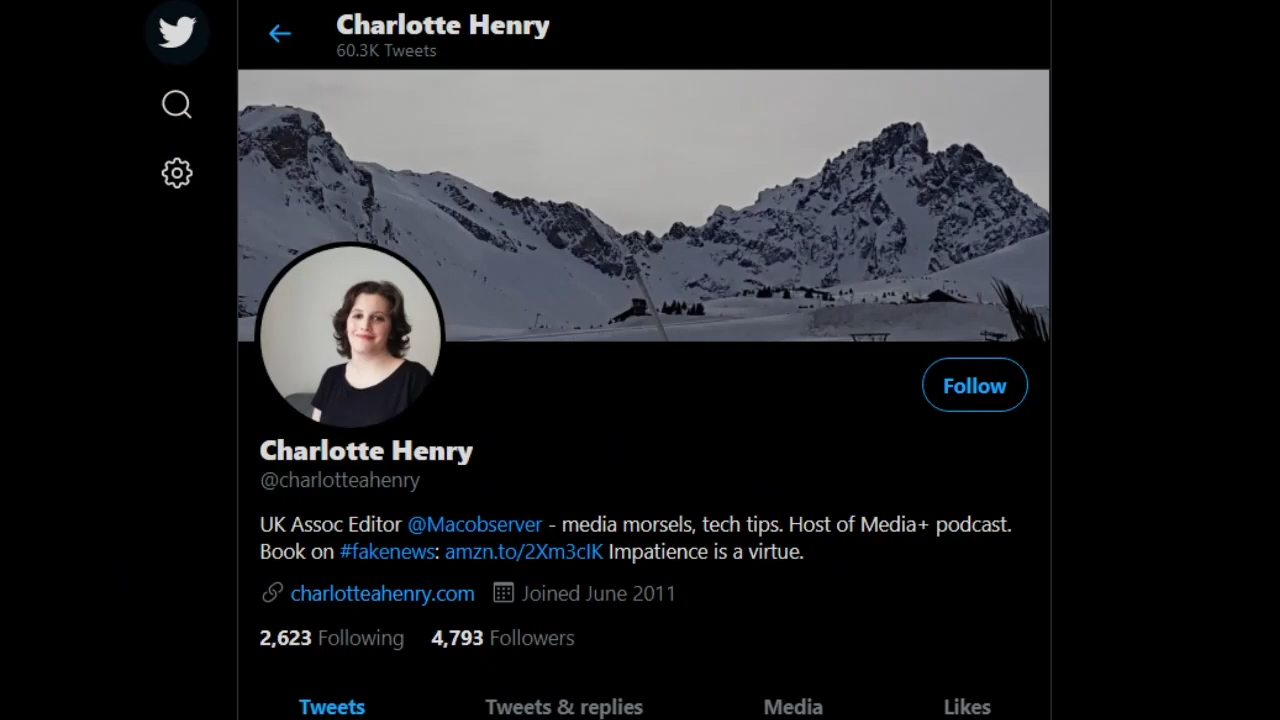 Charlotte Henry
60.3K Tweets
Follow
Charlotte Henry
@charlotteahenry
UK Assoc Editor @Macobserver - media morsels, tech tips. Host of Media+ podcast.
Book on #fakenews: amzn.to/2Xm3cIK Impatience is a virtue.
charlotteahenry.com Joined June 2011
2,623 Following 4,793 Followers
Tweets Tweets & replies Media Likes